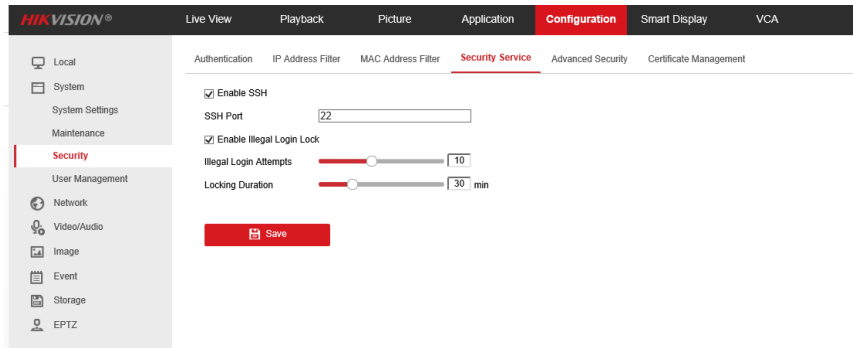 HIKVISION®
Live View Playback Picture Application Configuration Smart Display VCA
Local
System
System Settings
Maintenance
Security
User Management
Network
Video/Audio
Image
Event
Storage
EPTZ
Authentication IP Address Filter MAC Address Filter Security Service Advanced Security Certificate Management
Enable SSH
SSH Port 22
Enable Illegal Login Lock
Illegal Login Attempts 10
Locking Duration 30 min
Save